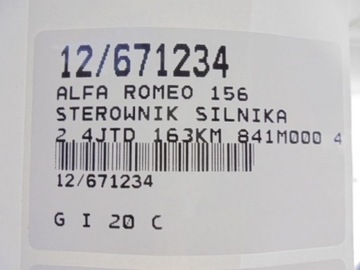 12/671234
ALFA ROMEO 156
STEROWNIK SILNIKA
2.4JTD 163KM 841M000 4
12/671234
G I 20 C